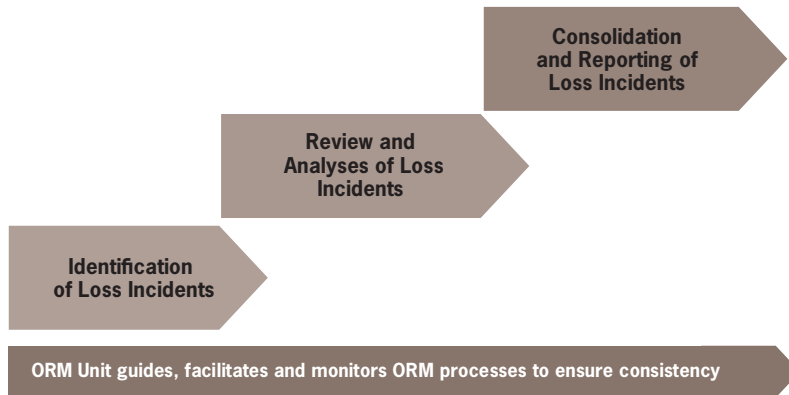 Consolidation
and Reporting of
Loss Incidents
Review and
Analyses of Loss
Incidents
Identification
of Loss Incidents
ORM Unit guides, facilitates and monitors ORM processes to ensure consistency